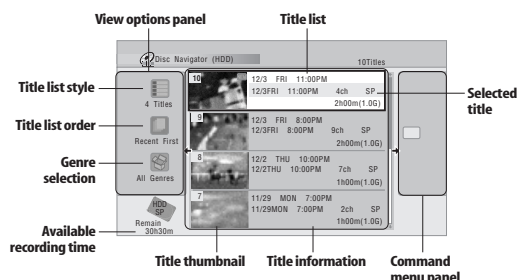 View options panel
Title list
Disc Navigator (HDD)
10Titles
Title list style
4 Titles
Title list order
Recent First
Genre selection
All Genres
HDD
SP
Remain
30h30m
Available recording time
10
12/3 FRI 11:00PM
12/3FRI 11:00PM 4ch SP
2h00m(1.0G)
9
12/3 FRI 8:00PM
12/3FRI 8:00PM 9ch SP
2h00m(1.0G)
8
12/2 THU 10:00PM
12/2THU 10:00PM 7ch SP
1h00m(1.0G)
7
11/29 MON 7:00PM
11/29MON 7:00PM 2ch SP
1h00m(1.0G)
Selected title
Title thumbnail
Title information
Command menu panel